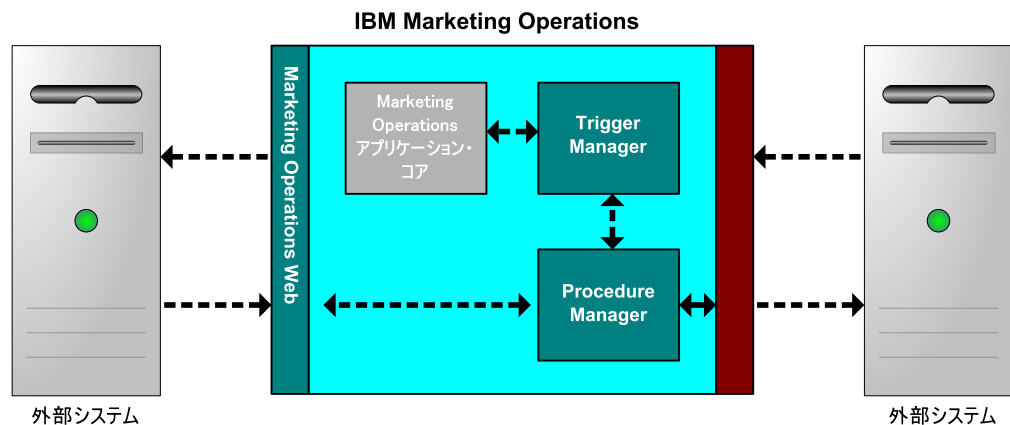 IBM Marketing Operations
Marketing Operations Web
Marketing
Operations
アプリケーション・
コア
Trigger
Manager
Procedure
Manager
外部システム
外部システム